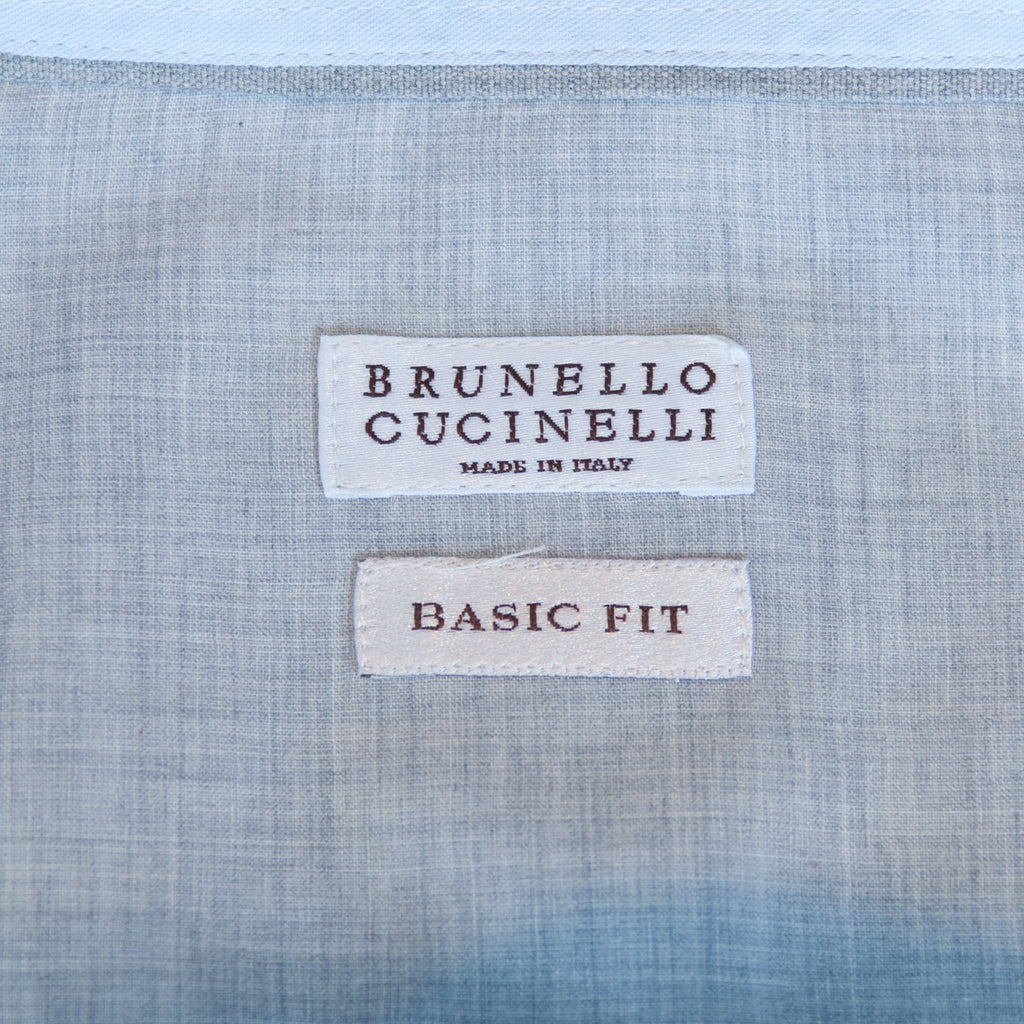 BRUNELLO
CUCINELLI
MADE IN ITALY
BASIC FIT